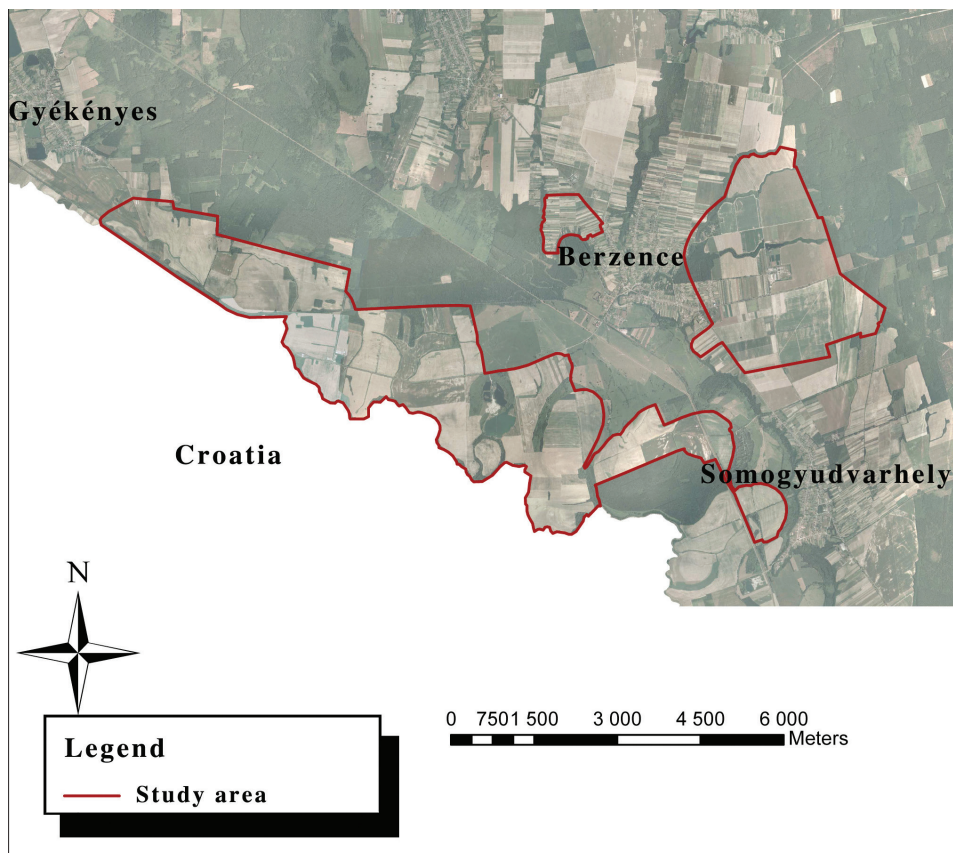 Gyékényes
Berzence
Croatia
Somogyudvarhely
N
0 750 1 500 3 000 4 500 6 000
Meters
Legend
Study area